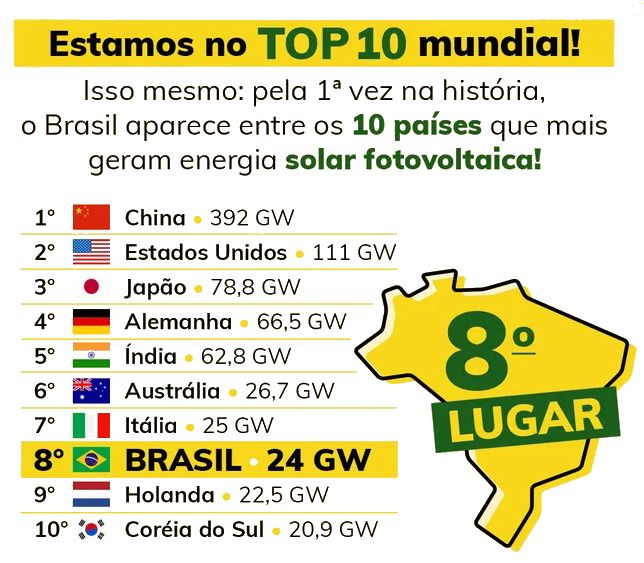 Estamos no TOP 10 mundial!
Isso mesmo: pela 1ª vez na história,
o Brasil aparece entre os 10 países que mais
geram energia solar fotovoltaica!
1° China • 392 GW
2° Estados Unidos • 111 GW
3° Japão • 78,8 GW
4° Alemanha • 66,5 GW
5° Índia • 62,8 GW
6° Austrália • 26,7 GW
7° Itália • 25 GW
8° BRASIL • 24 GW
9° Holanda • 22,5 GW
10° Coréia do Sul • 20,9 GW
8º
LUGAR